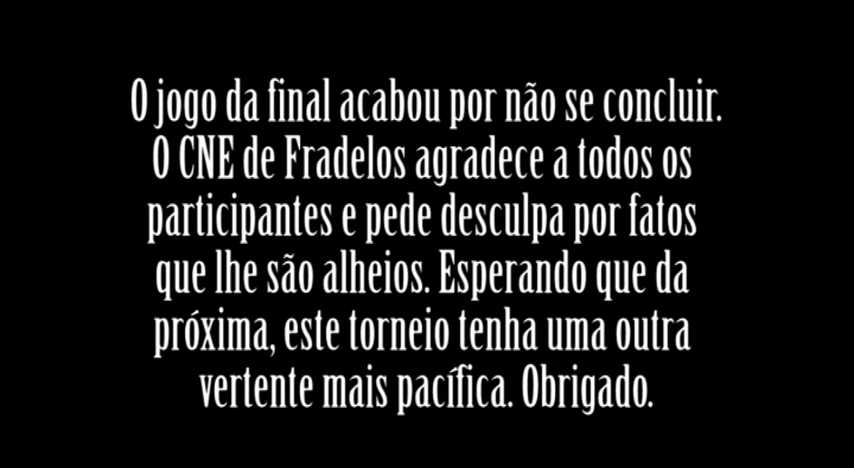 O jogo da final acabou por não se concluir.
O CNE de Fradelos agradece a todos os
participantes e pede desculpa por fatos
que lhe são alheios. Esperando que da
próxima, este torneio tenha uma outra
vertente mais pacífica. Obrigado.